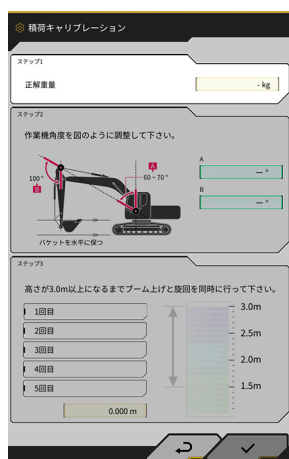 積荷キャリブレーション
ステップ1
正解重量
- kg
ステップ2
作業機角度を図のように調整して下さい。
A
60 - 70°
100°
B
A
— °
B
— °
バケットを水平に保つ
ステップ3
高さが3.0m以上になるまでブーム上げと旋回を同時に行って下さい。
1回目
2回目
3回目
4回目
5回目
0.000 m
3.0m
2.5m
2.0m
1.5m